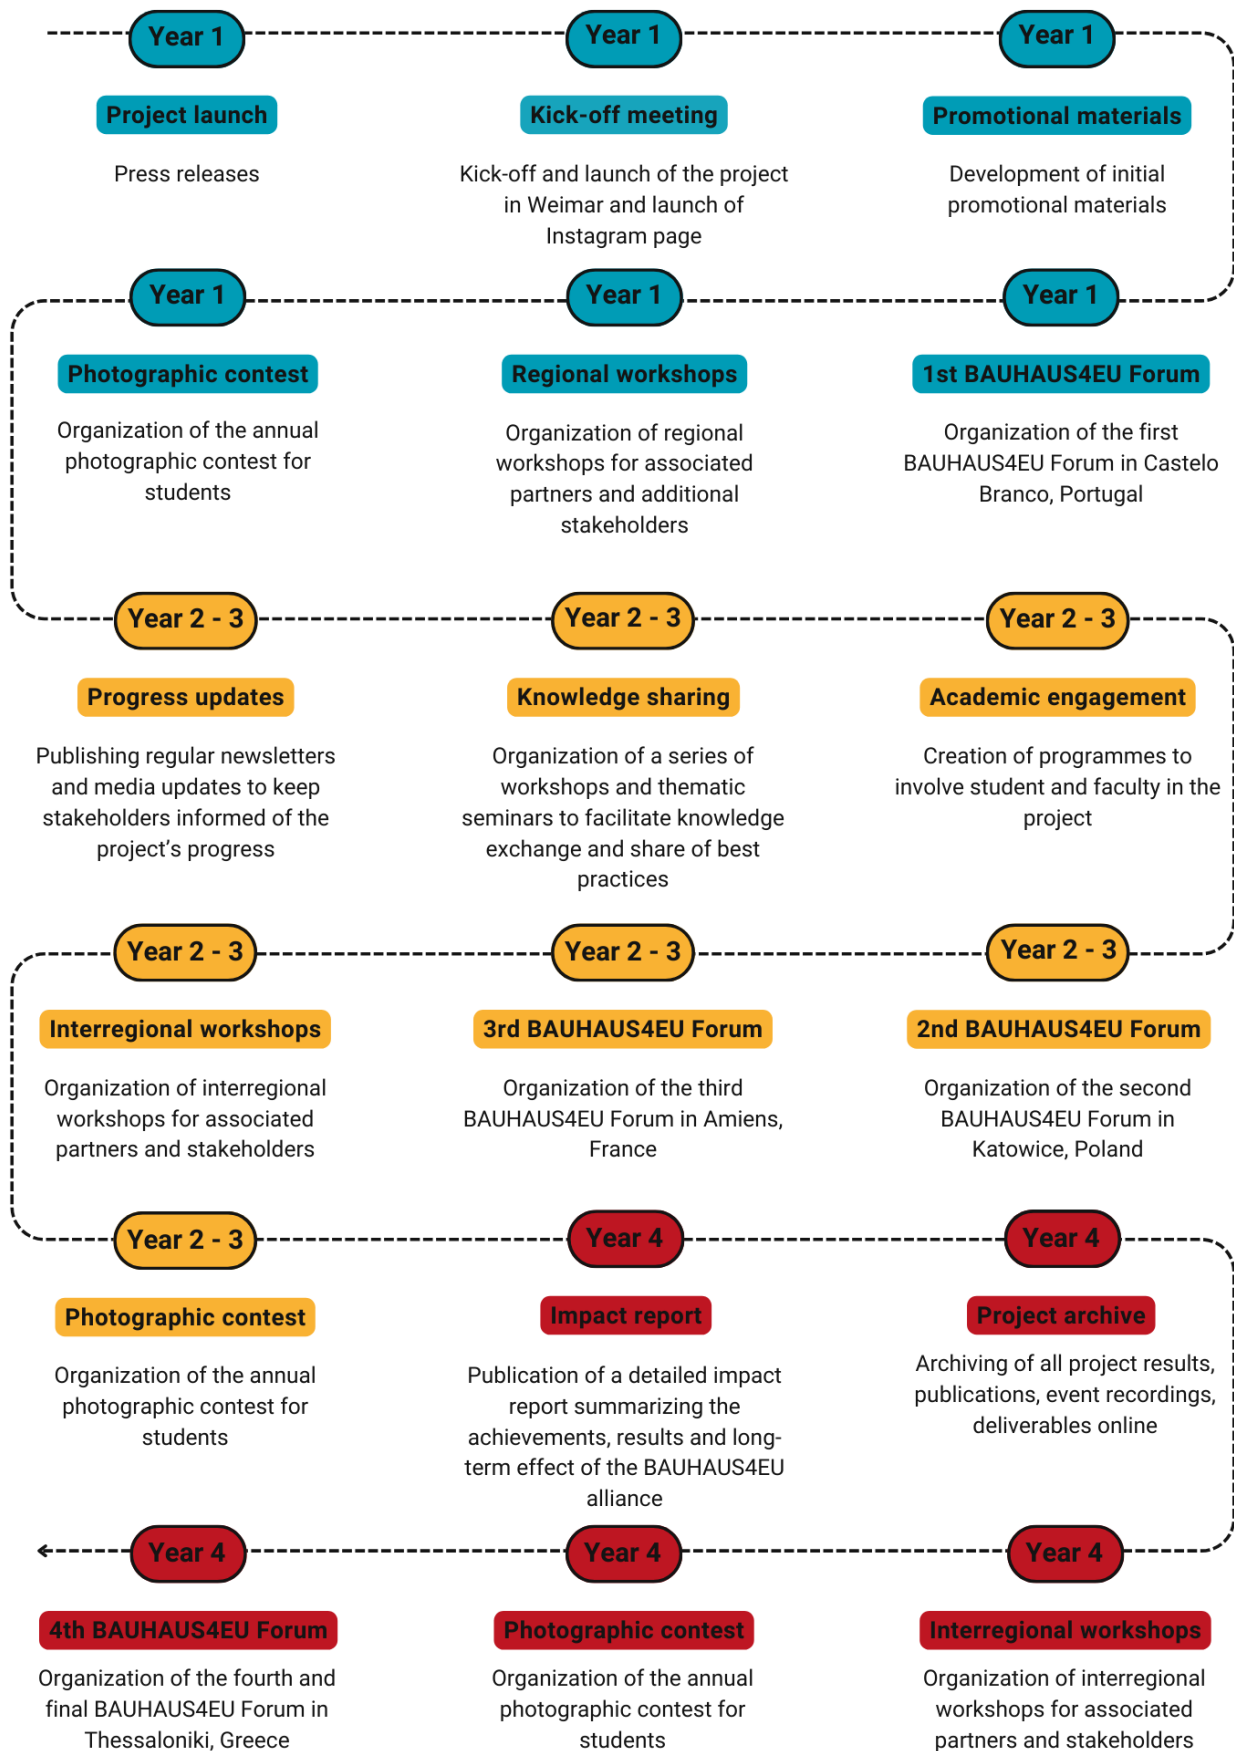 Year 1
Project launch
Press releases
Year 1
Kick-off meeting
Kick-off and launch of the project
in Weimar and launch of
Instagram page
Year 1
Promotional materials
Development of initial
promotional materials
Year 1
1st BAUHAUS4EU Forum
Organization of the first
BAUHAUS4EU Forum in Castelo
Branco, Portugal
Year 1
Regional workshops
Organization of regional
workshops for associated
partners and additional
stakeholders
Year 1
Photographic contest
Organization of the annual
photographic contest for
students
Year 2 - 3
Progress updates
Publishing regular newsletters
and media updates to keep
stakeholders informed of the
project’s progress
Year 2 - 3
Knowledge sharing
Organization of a series of
workshops and thematic
seminars to facilitate knowledge
exchange and share of best
practices
Year 2 - 3
Academic engagement
Creation of programmes to
involve student and faculty in the
project
Year 2 - 3
2nd BAUHAUS4EU Forum
Organization of the second
BAUHAUS4EU Forum in
Katowice, Poland
Year 2 - 3
3rd BAUHAUS4EU Forum
Organization of the third
BAUHAUS4EU Forum in Amiens,
France
Year 2 - 3
Interregional workshops
Organization of interregional
workshops for associated
partners and stakeholders
Year 2 - 3
Photographic contest
Organization of the annual
photographic contest for
students
Year 4
Impact report
Publication of a detailed impact
report summarizing the
achievements, results and long-
term effect of the BAUHAUS4EU
alliance
Year 4
Project archive
Archiving of all project results,
publications, event recordings,
deliverables online
Year 4
Interregional workshops
Organization of interregional
workshops for associated
partners and stakeholders
Year 4
Photographic contest
Organization of the annual
photographic contest for
students
Year 4
4th BAUHAUS4EU Forum
Organization of the fourth and
final BAUHAUS4EU Forum in
Thessaloniki, Greece